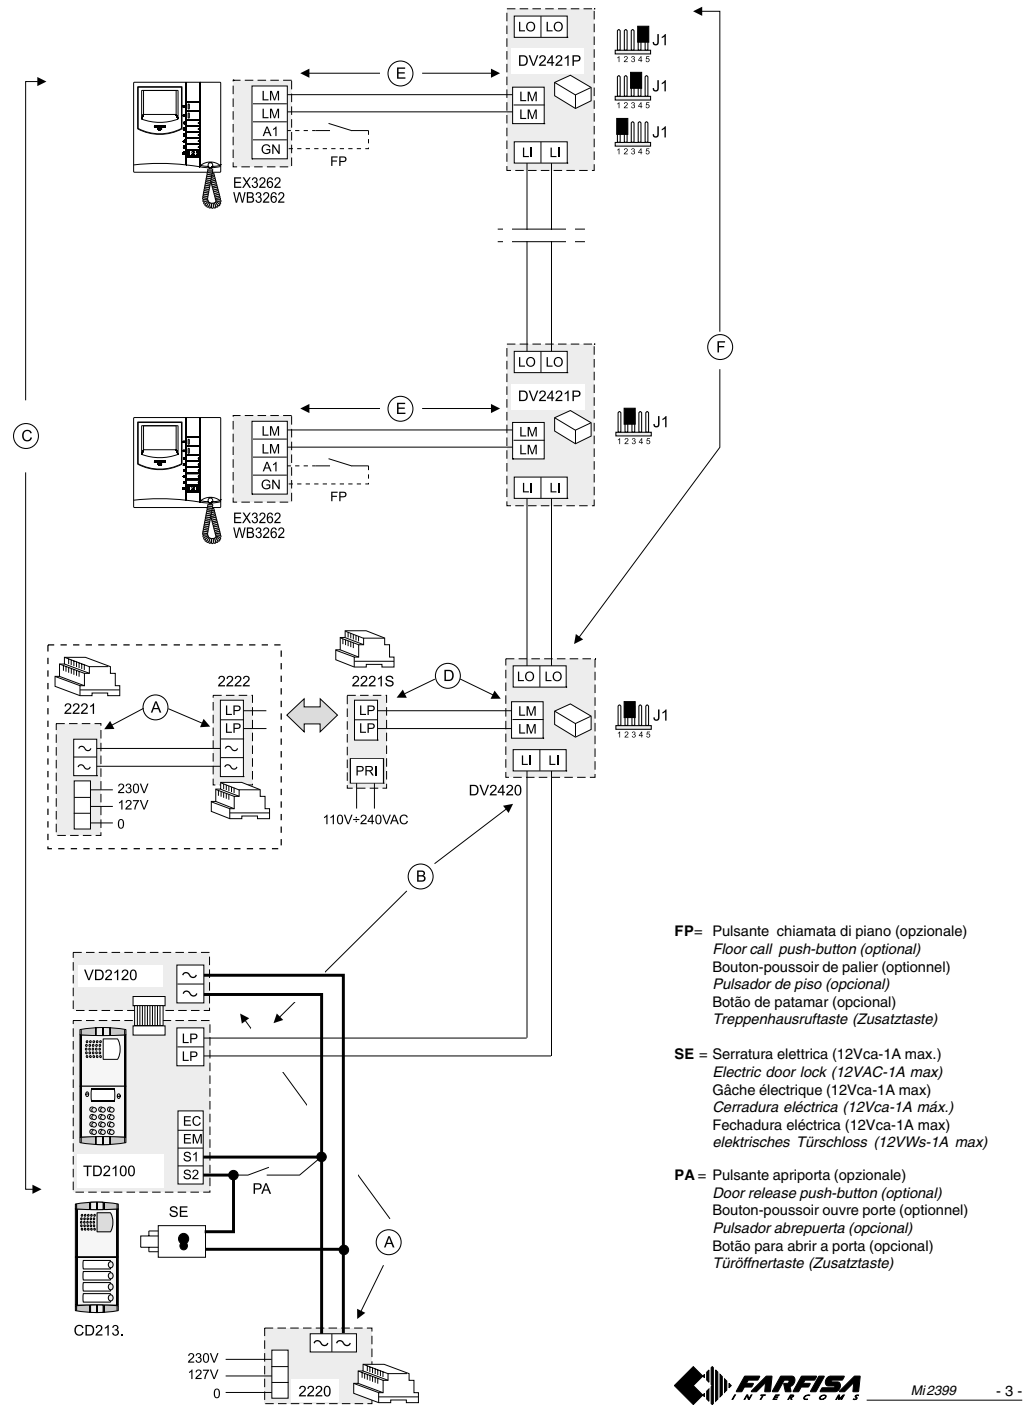 LO LO
DV2421P
J1
1 2 3 4 5
J1
1 2 3 4 5
J1
1 2 3 4 5
E
LM
LM
A1
GN
LM
LM
FP
LI LI
EX3262
WB3262
F
LO LO
DV2421P
J1
1 2 3 4 5
E
LM
LM
A1
GN
LM
LM
FP
LI LI
EX3262
WB3262
C
2221
A
2222
LP
LP
~
~
~
~
230V
127V
0
2221S
LP
LP
PRI
110V÷240VAC
D
LO LO
LM
LM
LI LI
J1
1 2 3 4 5
DV2420
B
VD2120
~
~
LP
LP
EC
EM
S1
S2
TD2100
PA
SE
A
CD213.
~ ~
230V
127V
0
2220
FP= Pulsante chiamata di piano (opzionale)
Floor call push-button (optional)
Bouton-poussoir de palier (optionnel)
Pulsador de piso (opcional)
Botão de patamar (opcional)
Treppenhausruftaste (Zusatztaste)
SE = Serratura elettrica (12Vca-1A max.)
Electric door lock (12VAC-1A max)
Gâche électrique (12Vca-1A max)
Cerradura eléctrica (12Vca-1A máx.)
Fechadura eléctrica (12Vca-1A max)
elektrisches Türschloss (12VWs-1A max)
PA = Pulsante apriporta (opzionale)
Door release push-button (optional)
Bouton-poussoir ouvre porte (optionnel)
Pulsador abrepuerta (opcional)
Botão para abrir a porta (opcional)
Türöffnertaste (Zusatztaste)
FARFISA
INTERCOMS
Mi 2399 - 3 -